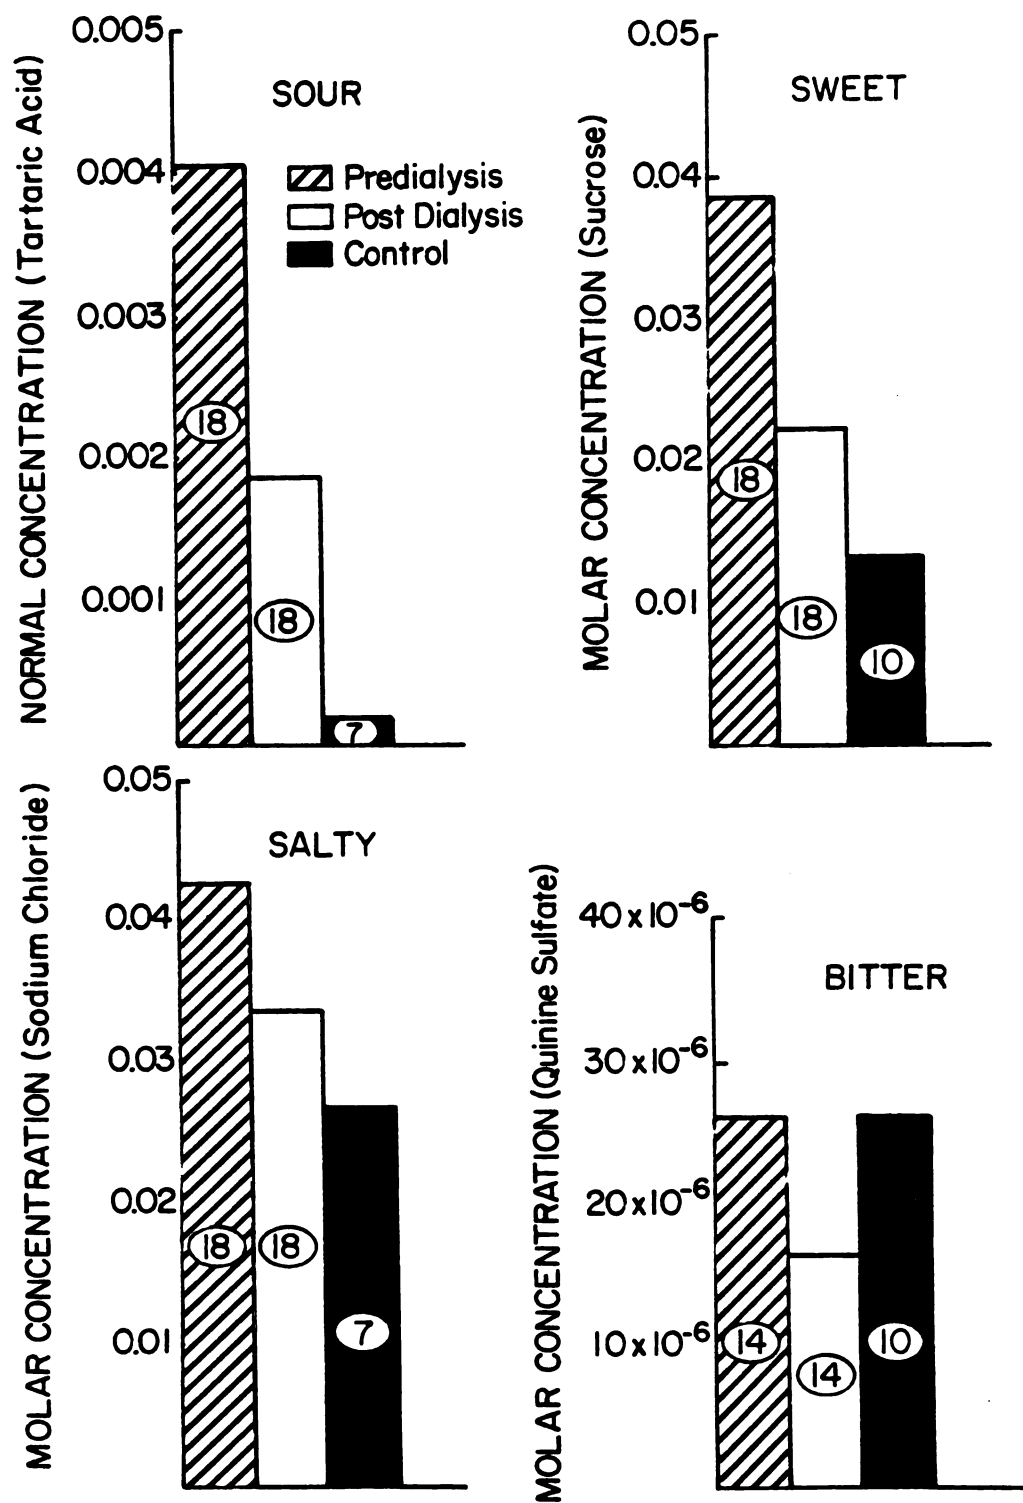 NORMAL CONCENTRATION (Tartaric Acid)
0.005
0.004
0.003
0.002
0.001
SOUR
Predialysis
Post Dialysis
Control
18
18
7
MOLAR CONCENTRATION (Sucrose)
0.05
0.04
0.03
0.02
0.01
SWEET
18
18
10
MOLAR CONCENTRATION (Sodium Chloride)
0.05
0.04
0.03
0.02
0.01
SALTY
18
18
7
MOLAR CONCENTRATION (Quinine Sulfate)
40x10⁻⁶
30x10⁻⁶
20x10⁻⁶
10x10⁻⁶
BITTER
14
14
10